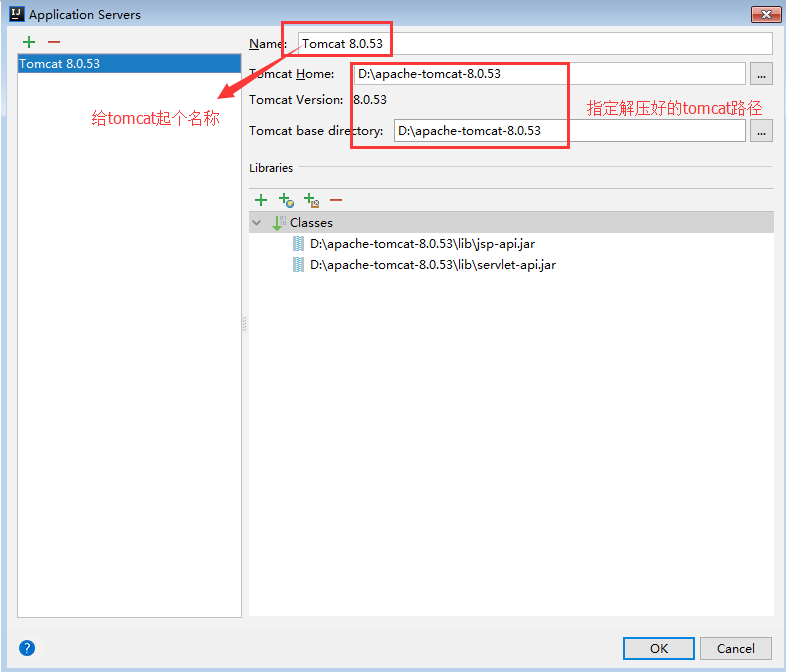 Application Servers
Name: Tomcat 8.0.53
Tomcat 8.0.53
Tomcat Home: D:\apache-tomcat-8.0.53 ...
Tomcat Version: 8.0.53
给tomcat起个名称
指定解压好的tomcat路径
Tomcat base directory: D:\apache-tomcat-8.0.53 ...
Libraries
Classes
D:\apache-tomcat-8.0.53\lib\jsp-api.jar
D:\apache-tomcat-8.0.53\lib\servlet-api.jar
OK Cancel